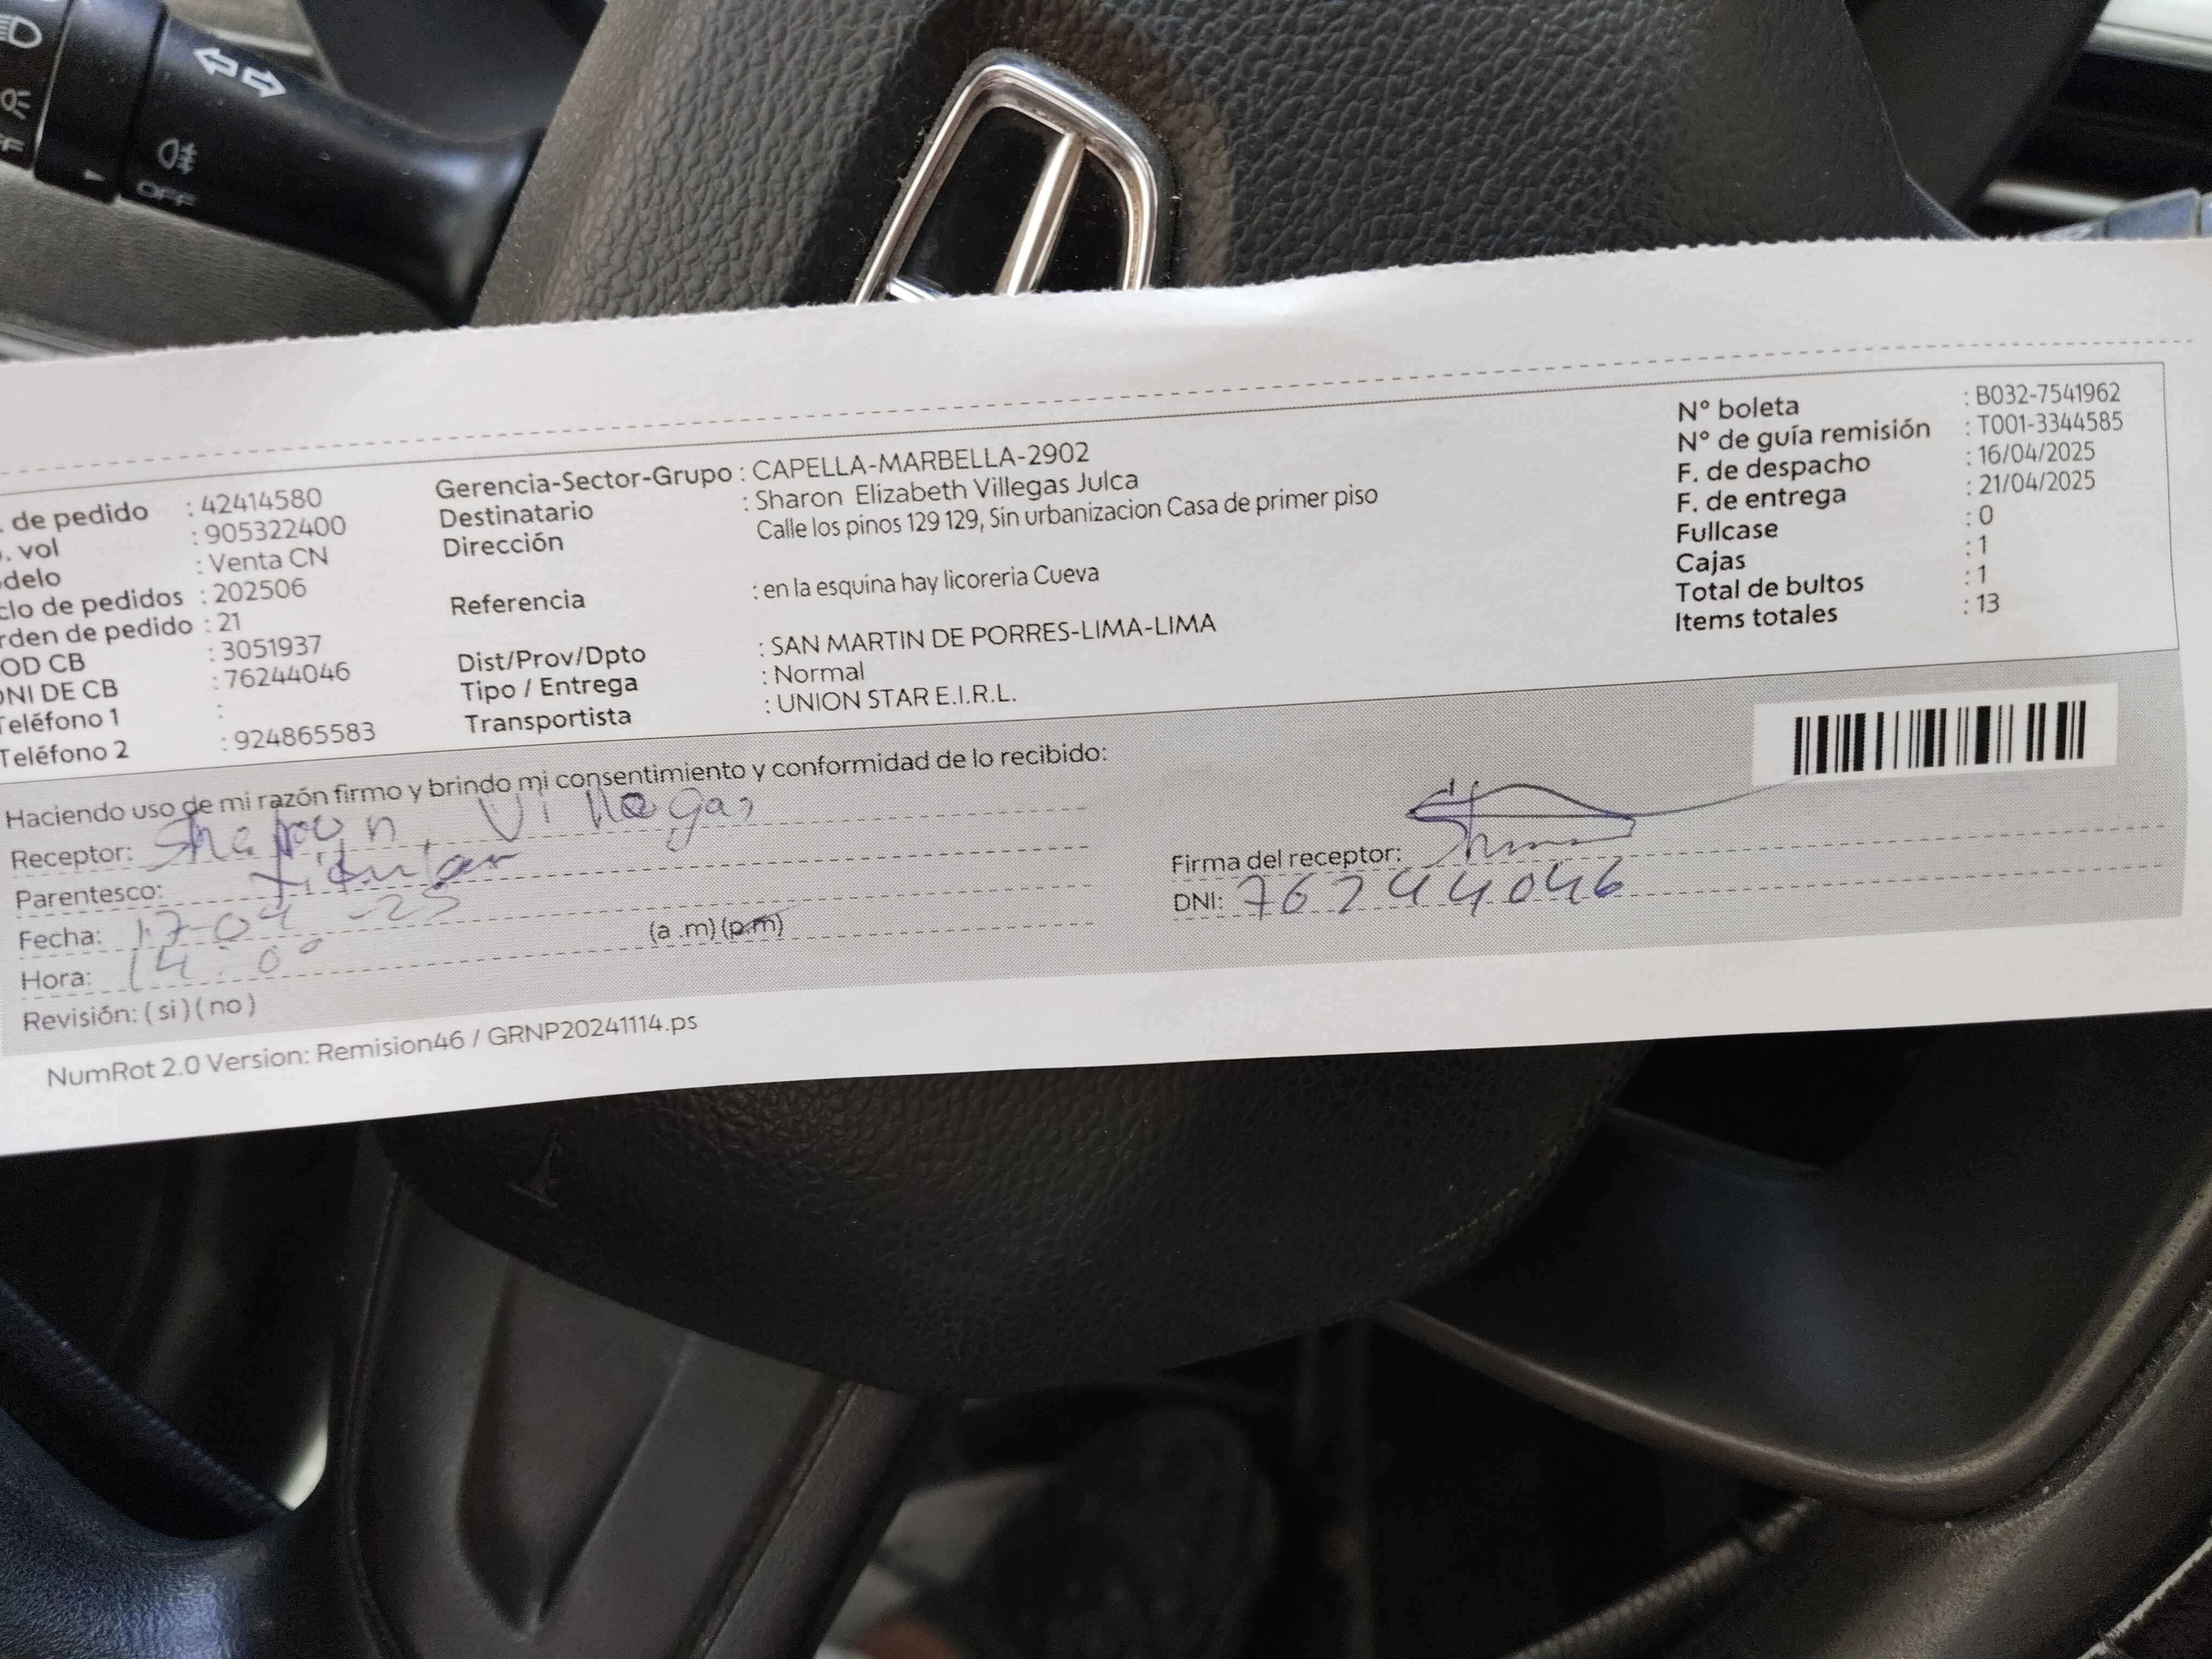 OFF
. de pedido : 42414580
. vol : 905322400
delo : Venta CN
clo de pedidos : 202506
rden de pedido : 21
OD CB : 3051937
DNI DE CB : 76244046
Teléfono 1 :
Teléfono 2 : 924865583
Gerencia-Sector-Grupo : CAPELLA-MARBELLA-2902
Destinatario : Sharon Elizabeth Villegas Julca
Dirección Calle los pinos 129 129, Sin urbanizacion Casa de primer piso
Referencia : en la esquina hay licoreria Cueva
Dist/Prov/Dpto : SAN MARTIN DE PORRES-LIMA-LIMA
Tipo / Entrega : Normal
Transportista : UNION STAR E.I.R.L.
N° boleta : B032-7541962
N° de guía remisión : T001-3344585
F. de despacho : 16/04/2025
F. de entrega : 21/04/2025
Fullcase : 0
Cajas : 1
Total de bultos : 1
Items totales : 13
Haciendo uso de mi razón firmo y brindo mi consentimiento y conformidad de lo recibido:
Receptor: Sharon Villegas
Parentesco: titular
Fecha: 17-04-25
Hora: 14:00 (a .m) (p.m)
Revisión: ( si ) ( no )
Firma del receptor:
DNI: 76244046
NumRot 2.0 Version: Remision46 / GRNP20241114.ps